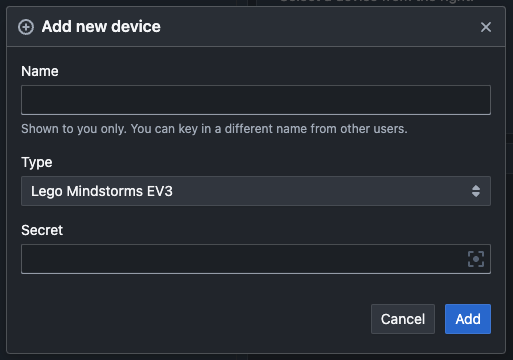 Add new device
Name
Shown to you only. You can key in a different name from other users.
Type
Lego Mindstorms EV3
Secret
Cancel
Add